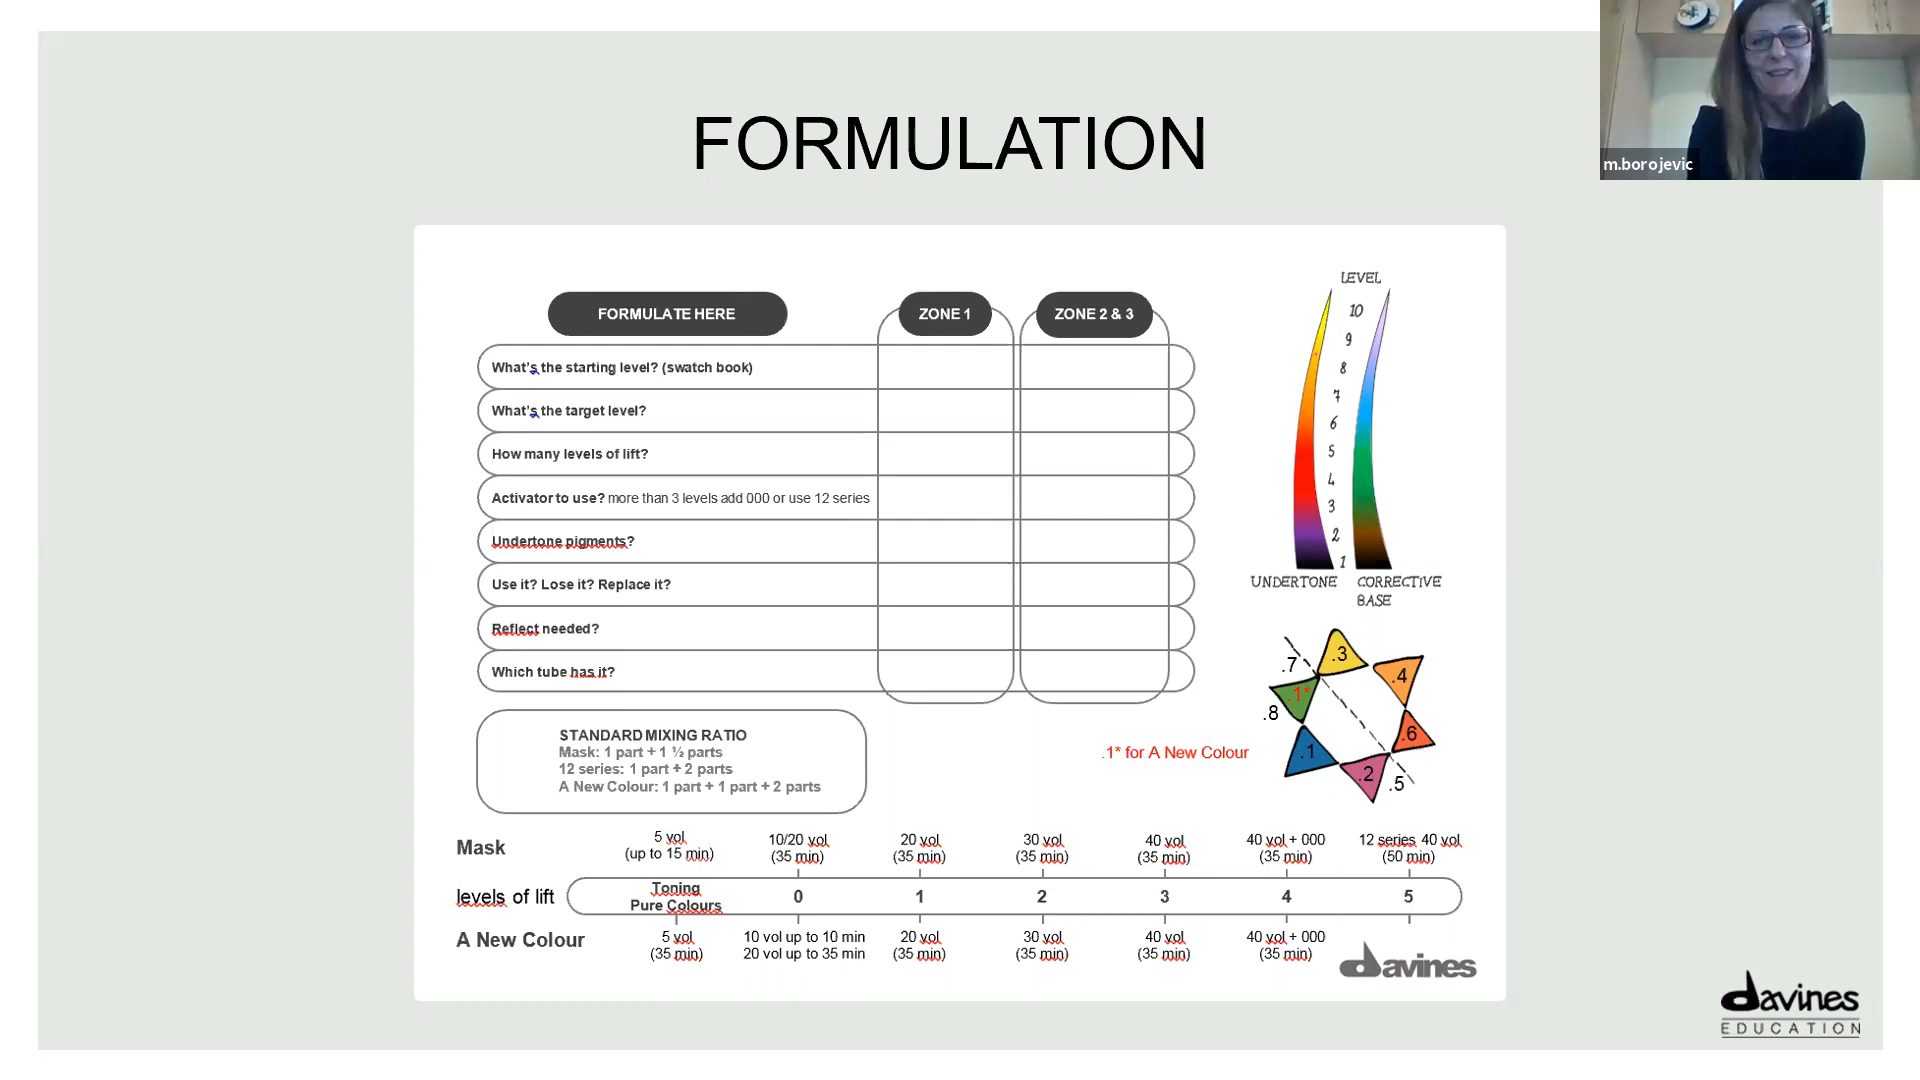 m.borojevic
FORMULATION
FORMULATE HERE
ZONE 1
ZONE 2 & 3
What's the starting level? (swatch book)
What's the target level?
How many levels of lift?
Activator to use? more than 3 levels add 000 or use 12 series
Undertone pigments?
Use it? Lose it? Replace it?
Reflect needed?
Which tube has it?
LEVEL
10
9
8
7
6
5
4
3
2
1
UNDERTONE
CORRECTIVE
BASE
.3
.7
.4
.1*
.8
.6
.1
.2
.5
STANDARD MIXING RATIO
Mask: 1 part + 1 ½ parts
12 series: 1 part + 2 parts
A New Colour: 1 part + 1 part + 2 parts
.1* for A New Colour
Mask
5 vol
(up to 15 min)
10/20 vol
(35 min)
20 vol
(35 min)
30 vol
(35 min)
40 vol
(35 min)
40 vol + 000
(35 min)
12 series 40 vol
(50 min)
levels of lift
Toning
Pure Colours
0
1
2
3
4
5
A New Colour
5 vol
(35 min)
10 vol up to 10 min
20 vol up to 35 min
20 vol
(35 min)
30 vol
(35 min)
40 vol
(35 min)
40 vol + 000
(35 min)
davines
davines
EDUCATION